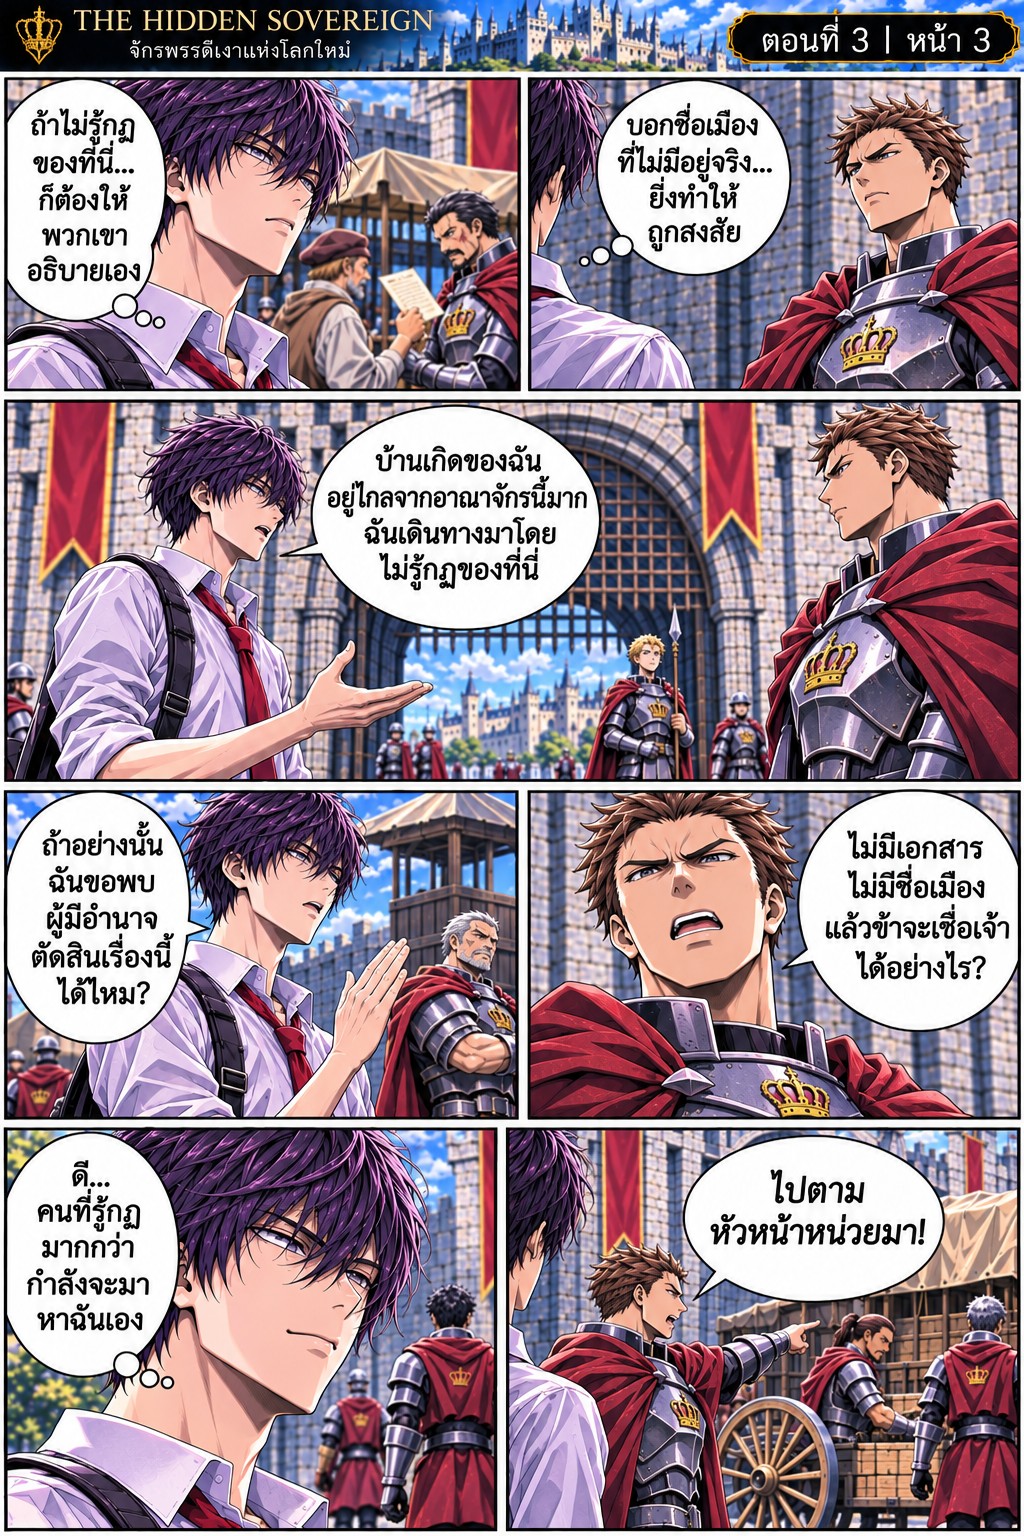 THE HIDDEN SOVEREIGN
จักรพรรดิเงาแห่งโลกใหม่
ตอนที่ 3 | หน้า 3
ถ้าไม่รู้กฎ
ของที่นี่...
ก็ต้องให้
พวกเขา
อธิบายเอง
บอกชื่อเมือง
ที่ไม่มีอยู่จริง...
ยิ่งทำให้
ถูกสงสัย
บ้านเกิดของฉัน
อยู่ไกลจากอาณาจักรนี้มาก
ฉันเดินทางมาโดย
ไม่รู้กฎของที่นี่
ถ้าอย่างนั้น
ฉันขอพบ
ผู้มีอำนาจ
ตัดสินเรื่องนี้
ได้ไหม?
ไม่มีเอกสาร
ไม่มีชื่อเมือง
แล้วข้าจะเชื่อเจ้า
ได้อย่างไร?
ดี...
คนที่รู้กฎ
มากกว่า
กำลังจะมา
หาฉันเอง
ไปตาม
หัวหน้าหน่วยมา!